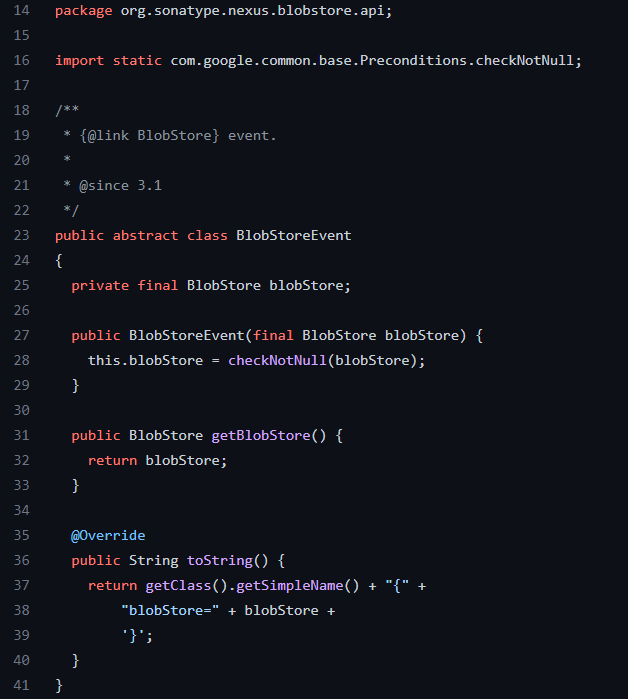 14 package org.sonatype.nexus.blobstore.api;
15
16 import static com.google.common.base.Preconditions.checkNotNull;
17
18 /**
19  * {@link BlobStore} event.
20  *
21  * @since 3.1
22  */
23 public abstract class BlobStoreEvent
24 {
25   private final BlobStore blobStore;
26
27   public BlobStoreEvent(final BlobStore blobStore) {
28     this.blobStore = checkNotNull(blobStore);
29   }
30
31   public BlobStore getBlobStore() {
32     return blobStore;
33   }
34
35   @Override
36   public String toString() {
37     return getClass().getSimpleName() + "{" +
38         "blobStore=" + blobStore +
39         '}';
40   }
41 }